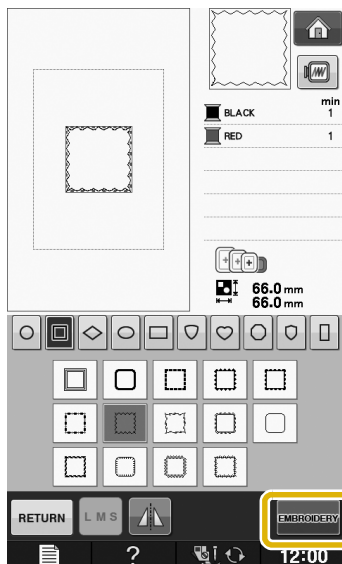 min
BLACK 1
RED 1
66.0 mm
66.0 mm
RETURN
L M S
EMBROIDERY
?
12:00